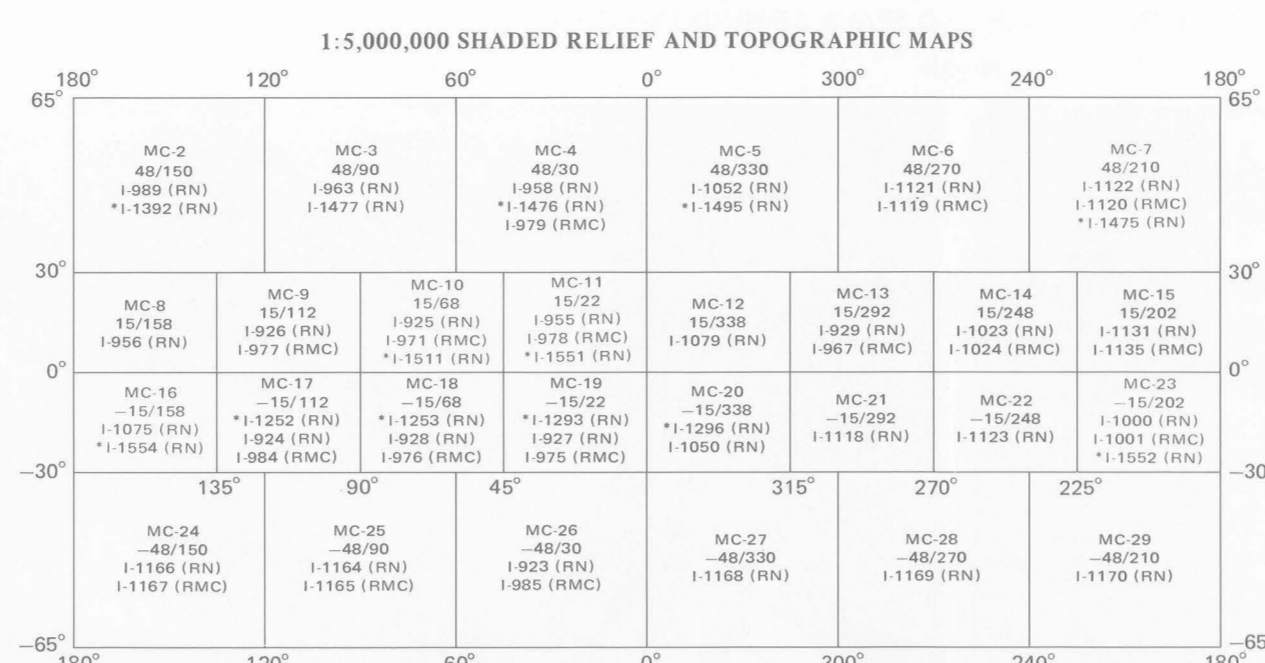 1:5,000,000 SHADED RELIEF AND TOPOGRAPHIC MAPS
180° 120° 60° 0° 300° 240° 180°
65° 65°
MC-2
48/150
I-989 (RN)
*I-1392 (RN)
MC-3
48/90
I-963 (RN)
I-1477 (RN)
MC-4
48/30
I-958 (RN)
*I-1476 (RN)
I-979 (RMC)
MC-5
48/330
I-1052 (RN)
*I-1495 (RN)
MC-6
48/270
I-1121 (RN)
I-1119 (RMC)
MC-7
48/210
I-1122 (RN)
I-1120 (RMC)
*I-1475 (RN)
30° 30°
MC-8
15/158
I-956 (RN)
MC-9
15/112
I-926 (RN)
I-977 (RMC)
MC-10
15/68
I-925 (RN)
I-971 (RMC)
*I-1511 (RN)
MC-11
15/22
I-955 (RN)
I-978 (RMC)
*I-1551 (RN)
MC-12
15/338
I-1079 (RN)
MC-13
15/292
I-929 (RN)
I-967 (RMC)
MC-14
15/248
I-1023 (RN)
I-1024 (RMC)
MC-15
15/202
I-1131 (RN)
I-1135 (RMC)
0° 0°
MC-16
—15/158
I-1075 (RN)
*I-1554 (RN)
MC-17
—15/112
*I-1252 (RN)
I-924 (RN)
I-984 (RMC)
MC-18
—15/68
*I-1253 (RN)
I-928 (RN)
I-976 (RMC)
MC-19
—15/22
*I-1293 (RN)
I-927 (RN)
I-975 (RMC)
MC-20
—15/338
*I-1296 (RN)
I-1050 (RN)
MC-21
—15/292
I-1118 (RN)
MC-22
—15/248
I-1123 (RN)
MC-23
—15/202
I-1000 (RN)
I-1001 (RMC)
*I-1552 (RN)
—30° —30
135° 90° 45° 315° 270° 225°
MC-24
—48/150
I-1166 (RN)
I-1167 (RMC)
MC-25
—48/90
I-1164 (RN)
I-1165 (RMC)
MC-26
—48/30
I-923 (RN)
I-985 (RMC)
MC-27
—48/330
I-1168 (RN)
MC-28
—48/270
I-1169 (RN)
MC-29
—48/210
I-1170 (RN)
—65° —65
180° 120° 60° 0° 300° 240° 180°